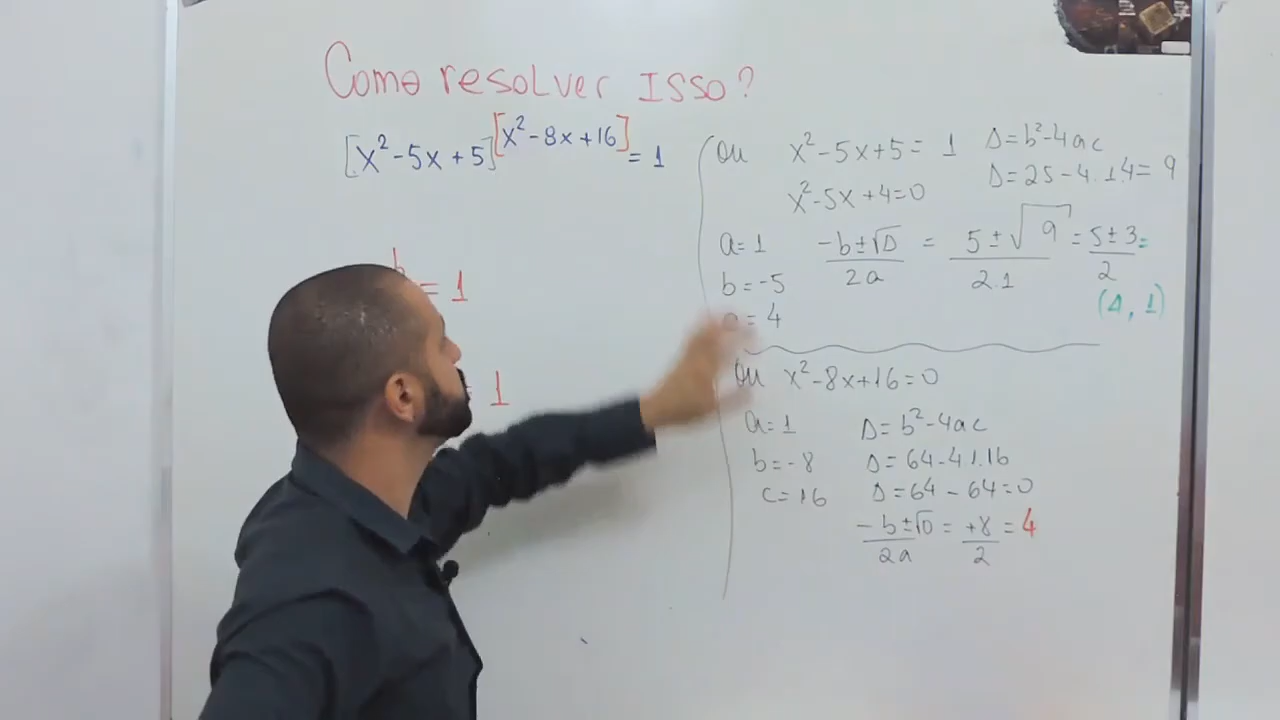 Como resolver Isso?
[x²-5x+5]^[x²-8x+16] = 1
b = 1
= 1
ou x²-5x+5= 1
x²-5x+4=0
Δ=b²-4ac
Δ=25-4.1.4= 9
a=1
b=-5
= 4
(-b±√Δ)/2a = (5±√9)/2.1 = (5±3)/2 =
(4, 1)
ou x²-8x+16=0
a=1
b=-8
c=16
Δ=b²-4ac
Δ=64-4.1.16
Δ=64-64=0
(-b±√0)/2a = +8/2 = 4